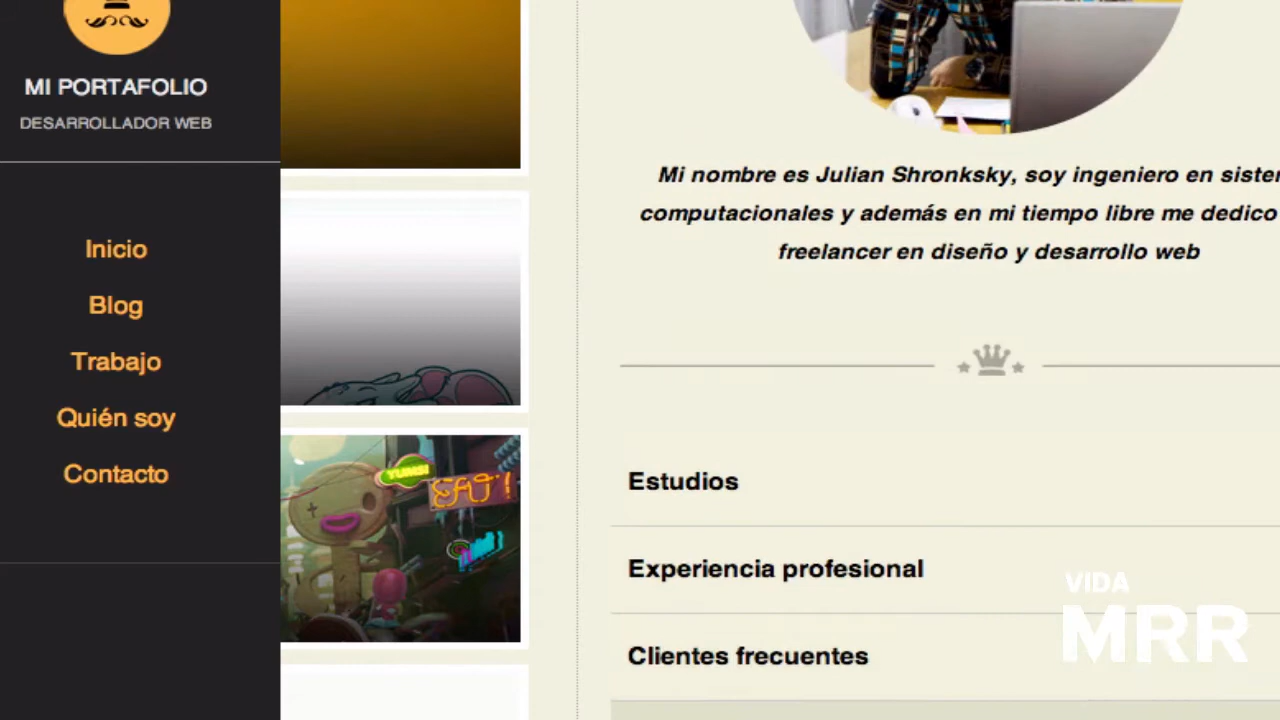 MI PORTAFOLIO
DESARROLLADOR WEB
Inicio
Blog
Trabajo
Quién soy
Contacto
TUMS!
EAT!
Mi nombre es Julian Shronksky, soy ingeniero en
computacionales y además en mi tiempo libre me dedico
freelancer en diseño y desarrollo web
Estudios
Experiencia profesional
Clientes frecuentes
VIDA
MRR